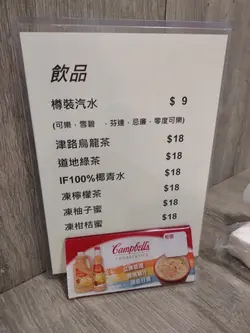 飲品
樽裝汽水 $ 9
(可樂﹐雪碧 ﹐芬達﹐忌廉﹐零度可樂)
津路烏龍茶 $18
道地綠茶 $18
IF100%椰青水 $18
凍檸檬茶 $18
凍柚子蜜 $18
凍柑桔蜜 $18
Campbell's
FOODSERVICE